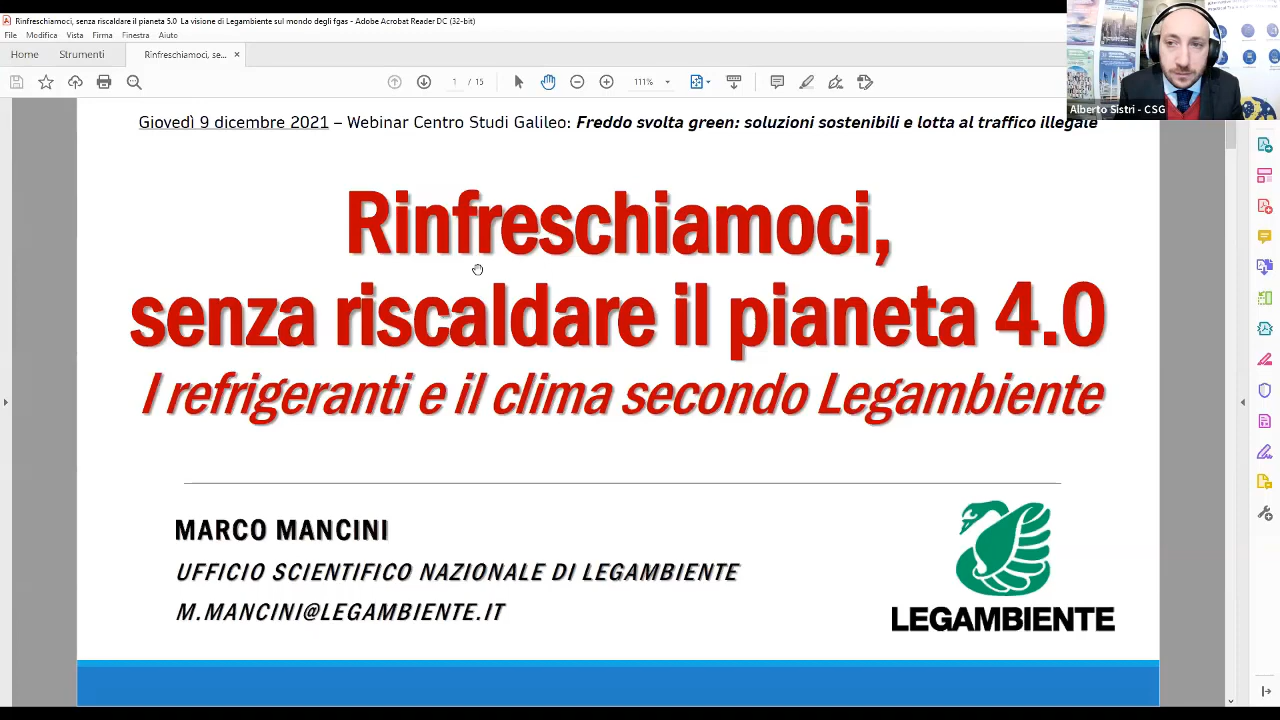 Rinfreschiamoci, senza riscaldare il pianeta 5.0 La visione di Legambiente sul mondo degli fgas - Adobe Acrobat Reader DC (32-bit)
File Modifica Vista Firma Finestra Aiuto
Home Strumenti Rinfreschiamoci, se... ×
1 / 15 111%
Alberto Sistri - CSG
Giovedì 9 dicembre 2021 – Webinar Centro Studi Galileo: Freddo svolta green: soluzioni sostenibili e lotta al traffico illegale
Rinfreschiamoci,
senza riscaldare il pianeta 4.0
I refrigeranti e il clima secondo Legambiente
MARCO MANCINI
UFFICIO SCIENTIFICO NAZIONALE DI LEGAMBIENTE
M.MANCINI@LEGAMBIENTE.IT
LEGAMBIENTE